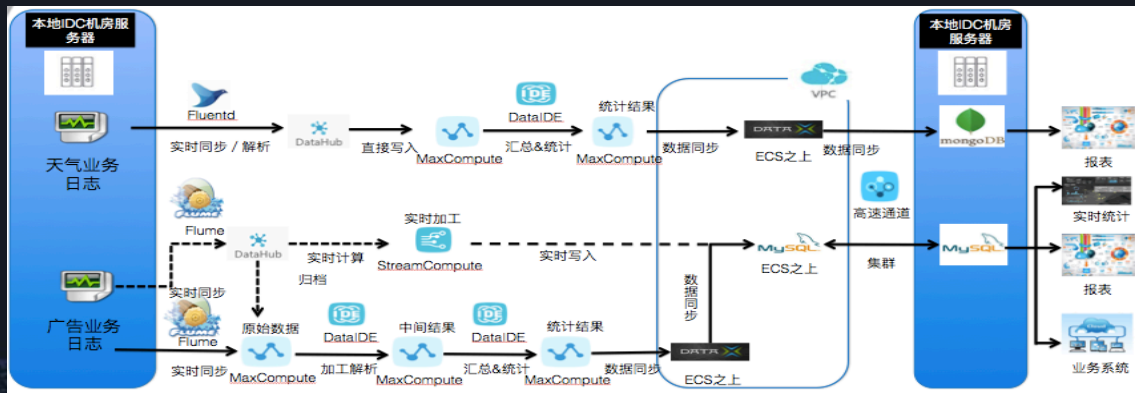 本地IDC机房服
务器
天气业务
日志
广告业务
日志
Fluentd
实时同步 / 解析
DataHub
直接写入
MaxCompute
DataIDE
汇总&统计
统计结果
MaxCompute
数据同步
VPC
DATA X
ECS之上
数据同步
本地IDC机房
服务器
mongoDB
报表
Flume
实时同步
DataHub
实时计算
归档
实时加工
StreamCompute
实时写入
数据同步
MySQL
ECS之上
高速通道
集群
MySQL
实时统计
报表
业务系统
Flume
实时同步
原始数据
MaxCompute
DataIDE
加工解析
中间结果
MaxCompute
DataIDE
汇总&统计
统计结果
MaxCompute
数据同步
DATA X
ECS之上